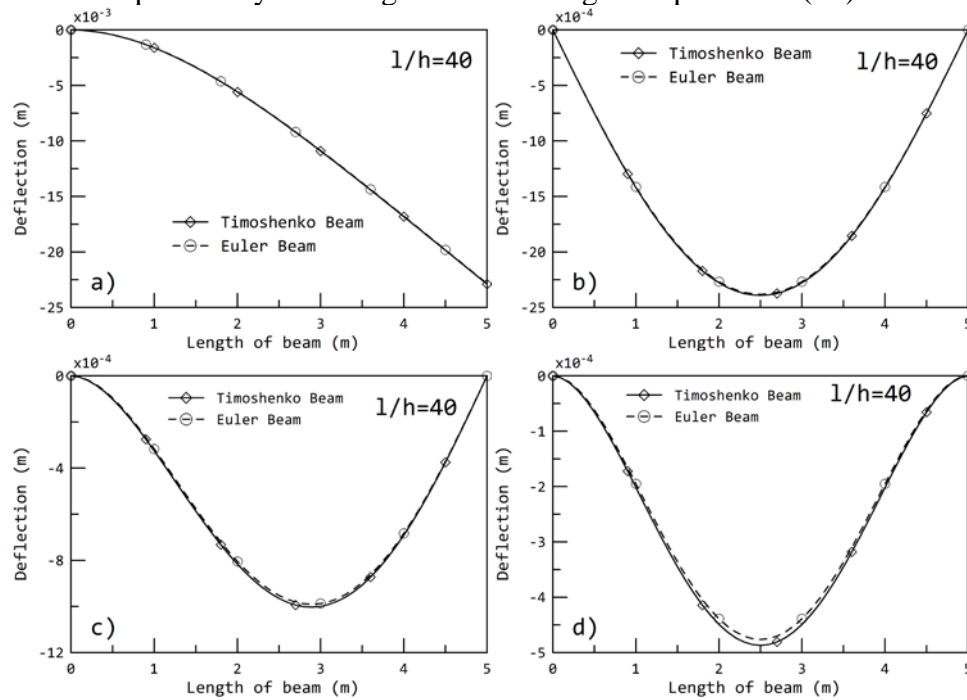 x10-3
0
-5
-10
-15
-20
-25
Deflection (m)
l/h=40
Timoshenko Beam
Euler Beam
a)
0 1 2 3 4 5
Length of beam (m)
x10-4
0
-5
-10
-15
-20
-25
Deflection (m)
Timoshenko Beam
Euler Beam
l/h=40
b)
0 1 2 3 4 5
Length of beam (m)
x10-4
0
-4
-8
-12
Deflection (m)
Timoshenko Beam
Euler Beam
l/h=40
c)
0 1 2 3 4 5
Length of beam (m)
x10-4
0
-1
-2
-3
-4
-5
Deflection (m)
Timoshenko Beam
Euler Beam
l/h=40
d)
0 1 2 3 4 5
Length of beam (m)